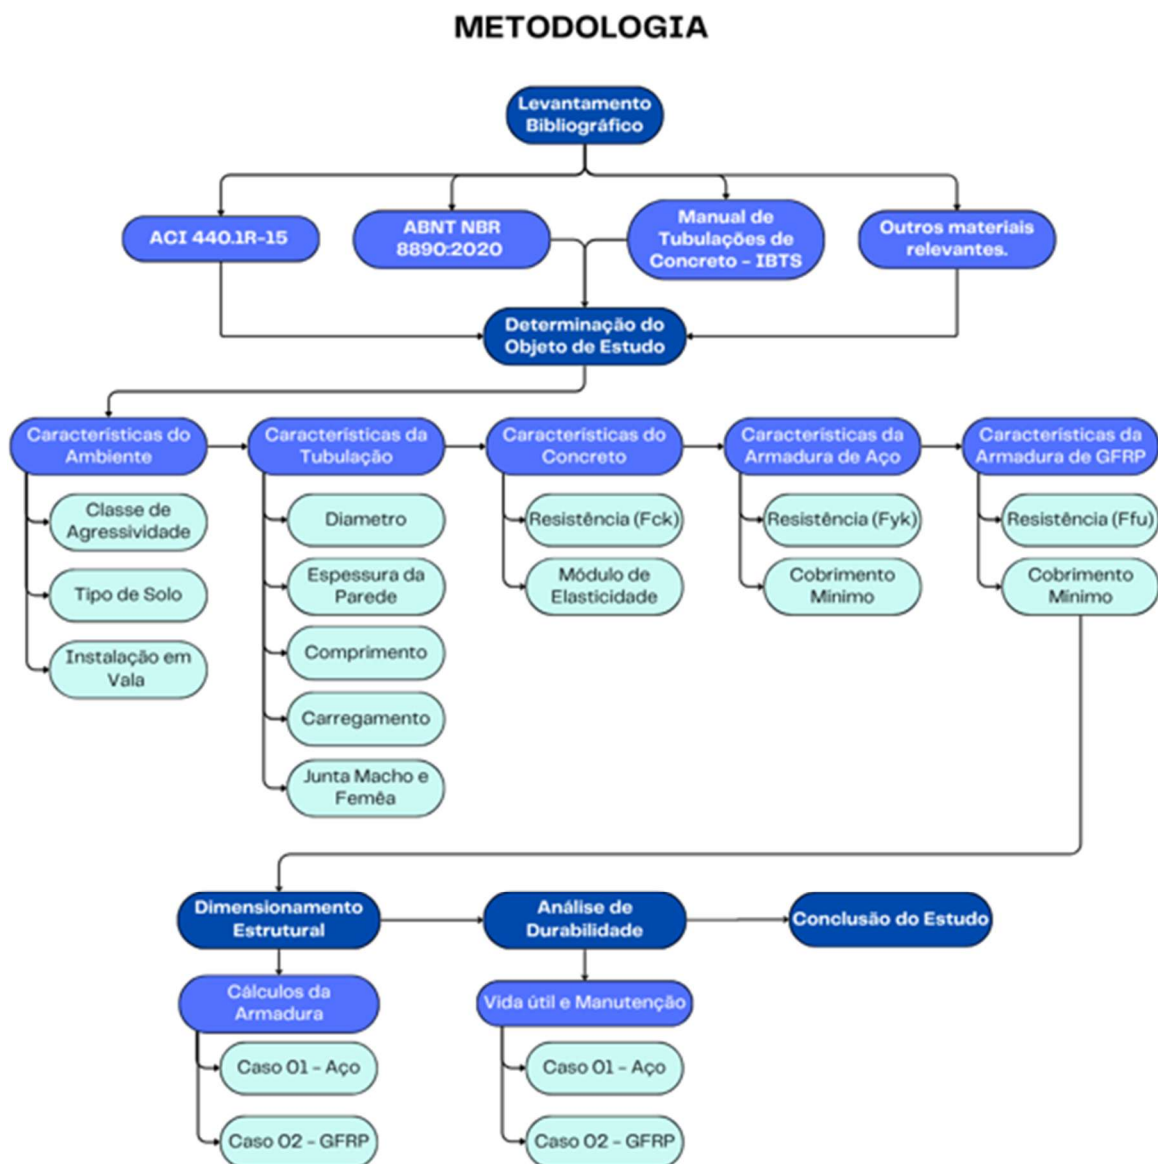 METODOLOGIA
Levantamento
Bibliográfico
ACI 440.1R-15
ABNT NBR
8890:2020
Manual de
Tubulações de
Concreto - IBTS
Outros materiais
relevantes.
Determinação do
Objeto de Estudo
Características do
Ambiente
Características da
Tubulação
Características do
Concreto
Características da
Armadura de Aço
Características da
Armadura de GFRP
Classe de
Agressividade
Tipo de Solo
Instalação em
Vala
Diametro
Espessura da
Parede
Comprimento
Carregamento
Junta Macho e
Femêa
Resistência (Fck)
Módulo de
Elasticidade
Resistência (Fyk)
Cobrimento
Mínimo
Resistência (Ffu)
Cobrimento
Mínimo
Dimensionamento
Estrutural
Análise de
Durabilidade
Conclusão do Estudo
Cálculos da
Armadura
Caso 01 - Aço
Caso 02 - GFRP
Vida útil e Manutenção
Caso 01 - Aço
Caso 02 - GFRP